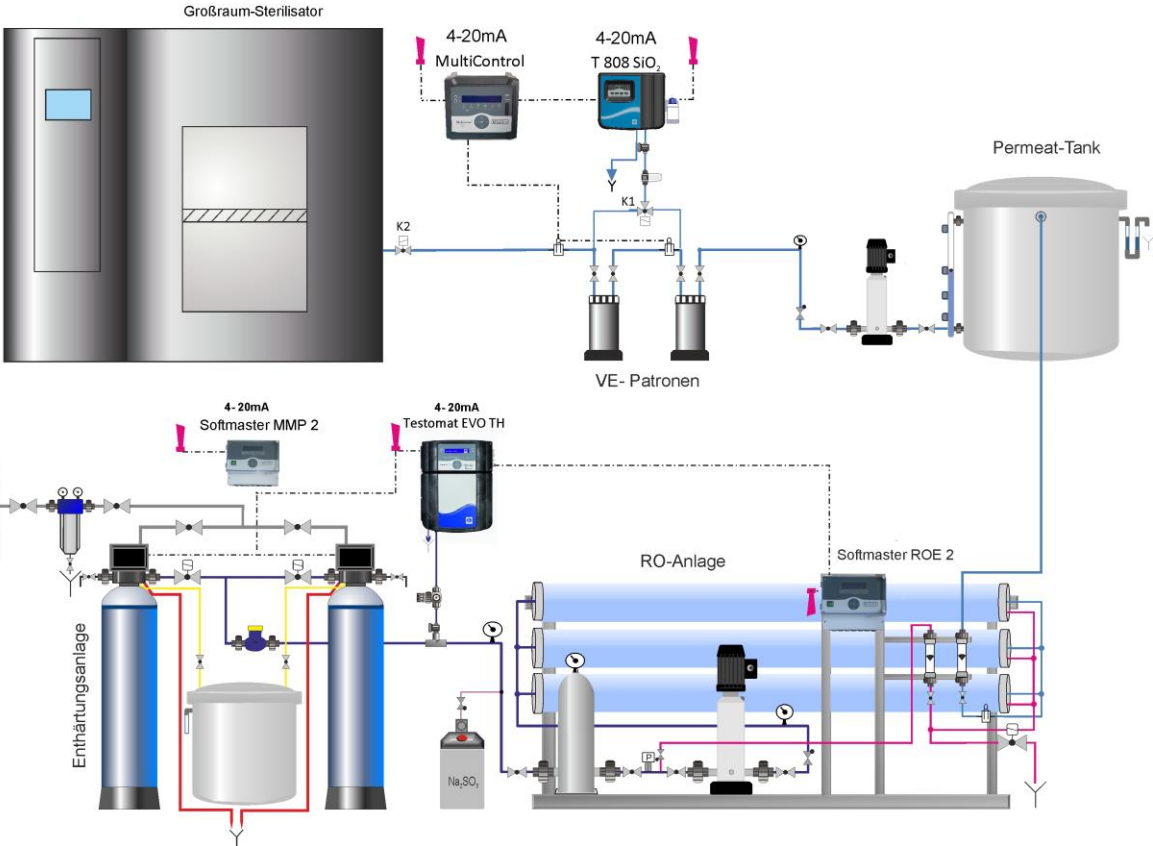 Großraum-Sterilisator
4-20mA
MultiControl
4-20mA
T 808 SiO₂
Permeat-Tank
K1
K2
VE- Patronen
4-20mA
Softmaster MMP 2
4-20mA
Testomat EVO TH
RO-Anlage
Softmaster ROE 2
Enthärtungsanlage
P
Na₂SO₃